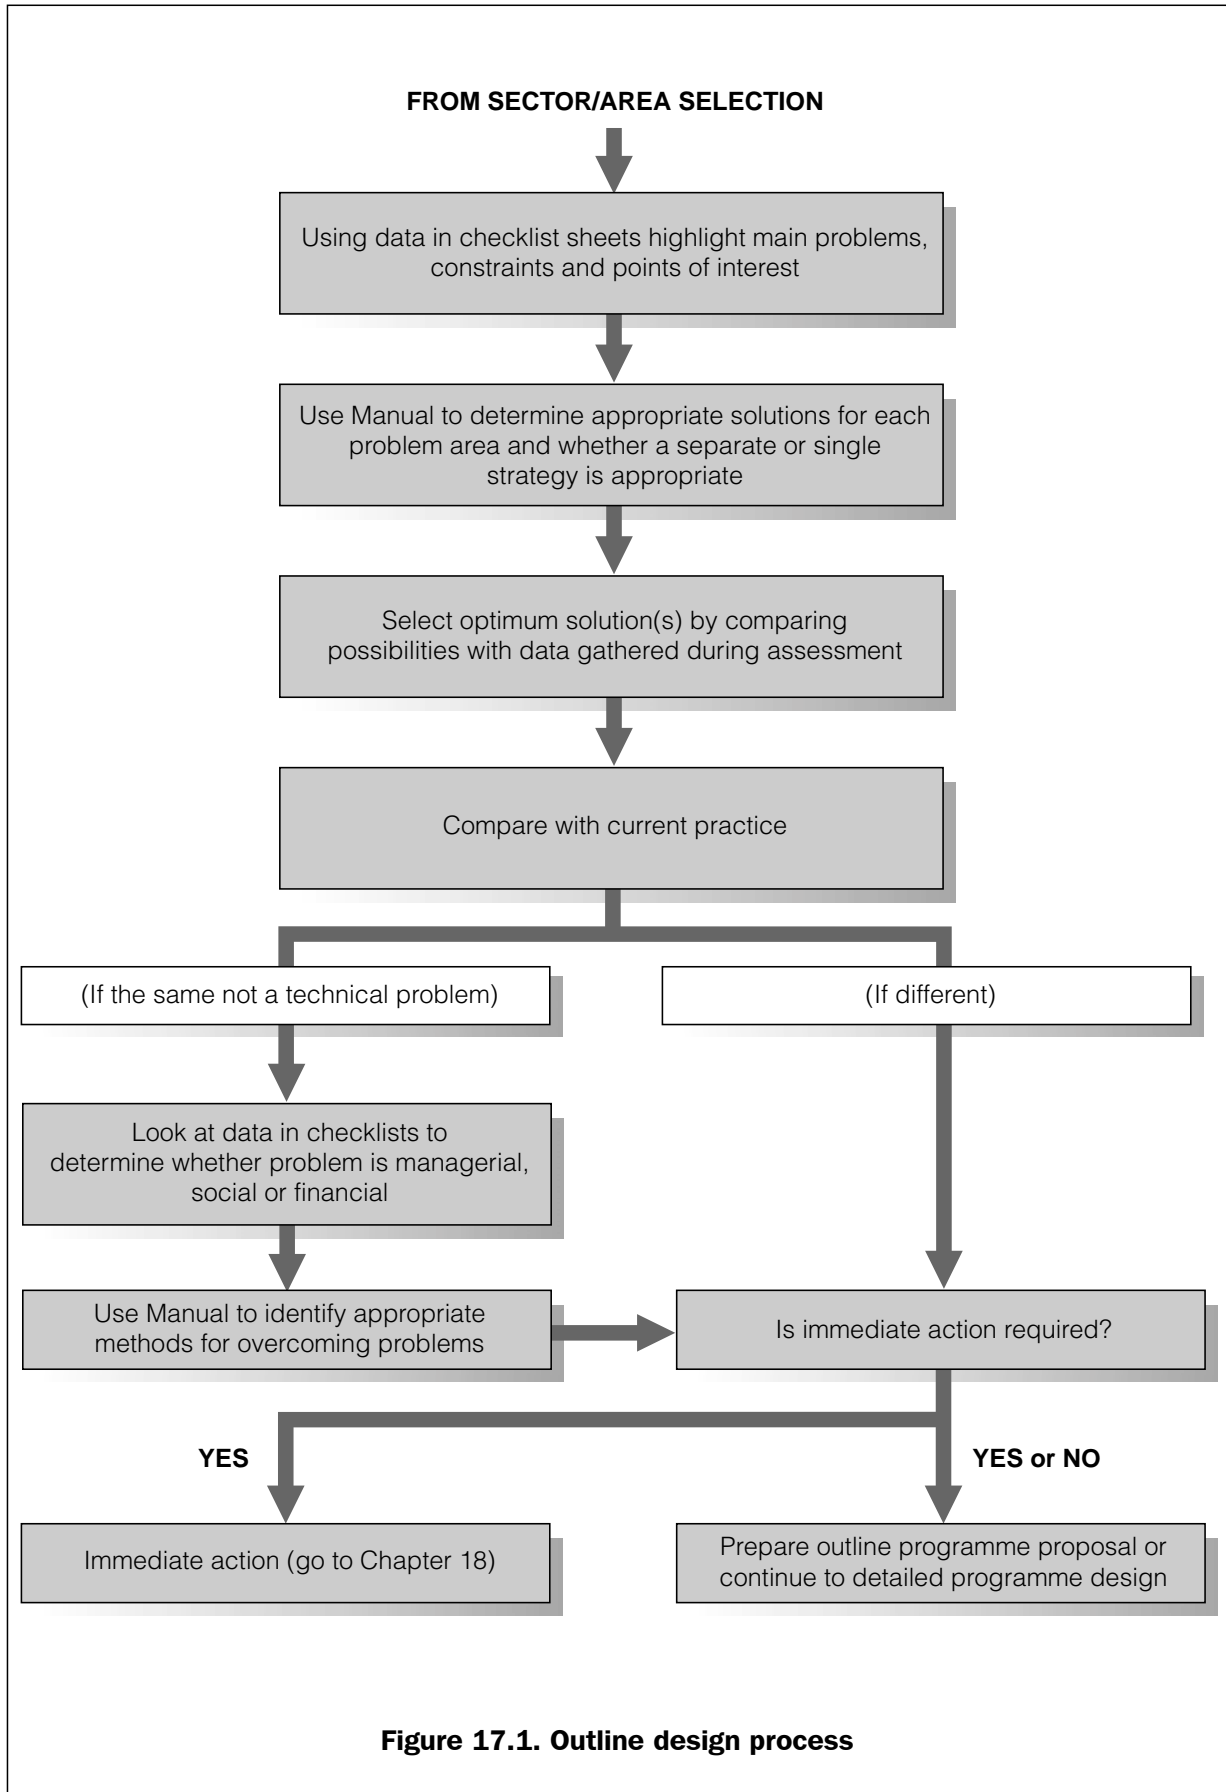 FROM SECTOR/AREA SELECTION
Using data in checklist sheets highlight main problems,
constraints and points of interest
Use Manual to determine appropriate solutions for each
problem area and whether a separate or single
strategy is appropriate
Select optimum solution(s) by comparing
possibilities with data gathered during assessment
Compare with current practice
(If the same not a technical problem)
(If different)
Look at data in checklists to
determine whether problem is managerial,
social or financial
Use Manual to identify appropriate
methods for overcoming problems
Is immediate action required?
YES
YES or NO
Immediate action (go to Chapter 18)
Prepare outline programme proposal or
continue to detailed programme design
Figure 17.1. Outline design process